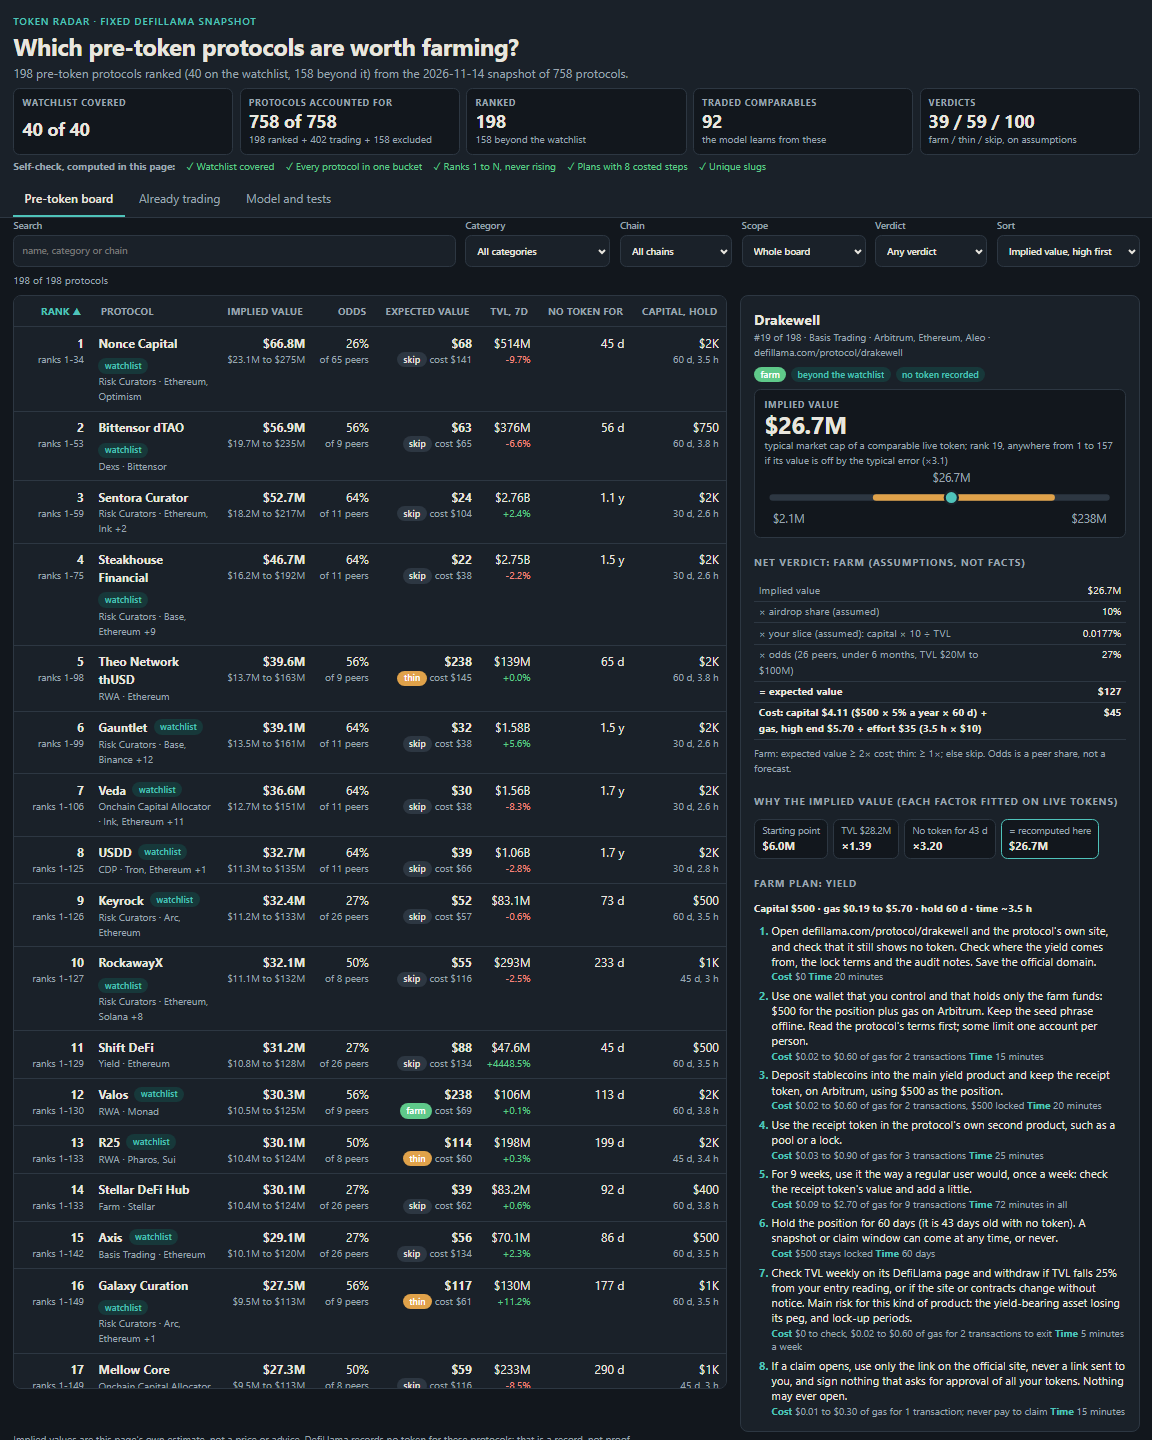 TOKEN RADAR · FIXED DEFILLAMA SNAPSHOT
Which pre-token protocols are worth farming?
198 pre-token protocols ranked (40 on the watchlist, 158 beyond it) from the 2026-11-14 snapshot of 758 protocols.
WATCHLIST COVERED
40 of 40
PROTOCOLS ACCOUNTED FOR
758 of 758
198 ranked + 402 trading + 158 excluded
RANKED
198
158 beyond the watchlist
TRADED COMPARABLES
92
the model learns from these
VERDICTS
39 / 59 / 100
farm / thin / skip, on assumptions
Self-check, computed in this page: ✓ Watchlist covered ✓ Every protocol in one bucket ✓ Ranks 1 to N, never rising ✓ Plans with 8 costed steps ✓ Unique slugs
Pre-token board Already trading Model and tests
Search Category Chain Scope Verdict Sort
name, category or chain All categories All chains Whole board Any verdict Implied value, high first
198 of 198 protocols
RANK ▲ PROTOCOL IMPLIED VALUE ODDS EXPECTED VALUE TVL, 7D NO TOKEN FOR CAPITAL, HOLD
1 Nonce Capital $66.8M 26% $68 $514M 45 d $2K
ranks 1-34 watchlist $23.1M to $275M of 65 peers skip cost $141 -9.7% 60 d, 3.5 h
Risk Curators · Ethereum,
Optimism
2 Bittensor dTAO $56.9M 56% $63 $376M 56 d $750
ranks 1-53 watchlist $19.7M to $235M of 9 peers skip cost $65 -6.6% 60 d, 3.8 h
Dexs · Bittensor
3 Sentora Curator $52.7M 64% $24 $2.76B 1.1 y $2K
ranks 1-59 Risk Curators · Ethereum, $18.2M to $217M of 11 peers skip cost $104 +2.4% 30 d, 2.6 h
Ink +2
4 Steakhouse $46.7M 64% $22 $2.75B 1.5 y $2K
ranks 1-75 Financial $16.2M to $192M of 11 peers skip cost $38 -2.2% 30 d, 2.6 h
watchlist
Risk Curators · Base,
Ethereum +9
5 Theo Network $39.6M 56% $238 $139M 65 d $2K
ranks 1-98 thUSD $13.7M to $163M of 9 peers thin cost $145 +0.0% 60 d, 3.8 h
RWA · Ethereum
6 Gauntlet watchlist $39.1M 64% $32 $1.58B 1.5 y $2K
ranks 1-99 Risk Curators · Base, $13.5M to $161M of 11 peers skip cost $38 +5.6% 30 d, 2.6 h
Binance +12
7 Veda watchlist $36.6M 64% $30 $1.56B 1.7 y $2K
ranks 1-106 Onchain Capital Allocator $12.7M to $151M of 11 peers skip cost $38 -8.3% 30 d, 2.6 h
· Ink, Ethereum +11
8 USDD watchlist $32.7M 64% $39 $1.06B 1.7 y $2K
ranks 1-125 CDP · Tron, Ethereum +1 $11.3M to $135M of 11 peers skip cost $66 -2.8% 30 d, 2.8 h
9 Keyrock watchlist $32.4M 27% $52 $83.1M 73 d $500
ranks 1-126 Risk Curators · Arc, $11.2M to $133M of 26 peers skip cost $57 -0.6% 60 d, 3.5 h
Ethereum
10 RockawayX $32.1M 50% $55 $293M 233 d $1K
ranks 1-127 watchlist $11.1M to $132M of 8 peers skip cost $116 -2.5% 45 d, 3 h
Risk Curators · Ethereum,
Solana +8
11 Shift DeFi $31.2M 27% $88 $47.6M 45 d $500
ranks 1-129 Yield · Ethereum $10.8M to $128M of 26 peers skip cost $134 +4448.5% 60 d, 3.5 h
12 Valos watchlist $30.3M 56% $238 $106M 113 d $2K
ranks 1-130 RWA · Monad $10.5M to $125M of 9 peers farm cost $69 +0.1% 60 d, 3.8 h
13 R25 watchlist $30.1M 50% $114 $198M 199 d $2K
ranks 1-133 RWA · Pharos, Sui $10.4M to $124M of 8 peers thin cost $60 +0.3% 45 d, 3.4 h
14 Stellar DeFi Hub $30.1M 27% $39 $83.2M 92 d $400
ranks 1-133 Farm · Stellar $10.4M to $124M of 26 peers skip cost $62 +0.6% 60 d, 3.8 h
15 Axis watchlist $29.1M 27% $56 $70.1M 86 d $500
ranks 1-142 Basis Trading · Ethereum $10.1M to $120M of 26 peers skip cost $134 +2.3% 60 d, 3.5 h
16 Galaxy Curation $27.5M 56% $117 $130M 177 d $1K
ranks 1-149 watchlist $9.5M to $113M of 9 peers thin cost $61 +11.2% 60 d, 3.5 h
Risk Curators · Arc,
Ethereum +1
17 Mellow Core $27.3M 50% $59 $233M 290 d $1K
ranks 1-149 Onchain Capital Allocator $9.5M to $113M of 8 peers skip cost $116 -8.5% 45 d, 3 h
Implied values are this page's own estimate, not a price or advice. DefiLlama records no token for these protocols; that is a record, not proof
Drakewell
#19 of 198 · Basis Trading · Arbitrum, Ethereum, Aleo ·
defillama.com/protocol/drakewell
farm beyond the watchlist no token recorded
IMPLIED VALUE
$26.7M
typical market cap of a comparable live token; rank 19, anywhere from 1 to 157
if its value is off by the typical error (×3.1)
$26.7M
$2.1M $238M
NET VERDICT: FARM (ASSUMPTIONS, NOT FACTS)
Implied value $26.7M
× airdrop share (assumed) 10%
× your slice (assumed): capital × 10 ÷ TVL 0.0177%
× odds (26 peers, under 6 months, TVL $20M to 27%
$100M)
= expected value $127
Cost: capital $4.11 ($500 × 5% a year × 60 d) + $45
gas, high end $5.70 + effort $35 (3.5 h × $10)
Farm: expected value ≥ 2× cost; thin: ≥ 1×; else skip. Odds is a peer share, not a
forecast.
WHY THE IMPLIED VALUE (EACH FACTOR FITTED ON LIVE TOKENS)
Starting point TVL $28.2M No token for 43 d = recomputed here
$6.0M ×1.39 ×3.20 $26.7M
FARM PLAN: YIELD
Capital $500 · gas $0.19 to $5.70 · hold 60 d · time ~3.5 h
1. Open defillama.com/protocol/drakewell and the protocol's own site,
and check that it still shows no token. Check where the yield comes
from, the lock terms and the audit notes. Save the official domain.
Cost $0 Time 20 minutes
2. Use one wallet that you control and that holds only the farm funds:
$500 for the position plus gas on Arbitrum. Keep the seed phrase
offline. Read the protocol's terms first; some limit one account per
person.
Cost $0.02 to $0.60 of gas for 2 transactions Time 15 minutes
3. Deposit stablecoins into the main yield product and keep the receipt
token, on Arbitrum, using $500 as the position.
Cost $0.02 to $0.60 of gas for 2 transactions, $500 locked Time 20 minutes
4. Use the receipt token in the protocol's own second product, such as a
pool or a lock.
Cost $0.03 to $0.90 of gas for 3 transactions Time 25 minutes
5. For 9 weeks, use it the way a regular user would, once a week: check
the receipt token's value and add a little.
Cost $0.09 to $2.70 of gas for 9 transactions Time 72 minutes in all
6. Hold the position for 60 days (it is 43 days old with no token). A
snapshot or claim window can come at any time, or never.
Cost $500 stays locked Time 60 days
7. Check TVL weekly on its DefiLlama page and withdraw if TVL falls 25%
from your entry reading, or if the site or contracts change without
notice. Main risk for this kind of product: the yield-bearing asset losing
its peg, and lock-up periods.
Cost $0 to check, $0.02 to $0.60 of gas for 2 transactions to exit Time 5 minutes
a week
8. If a claim opens, use only the link on the official site, never a link sent to
you, and sign nothing that asks for approval of all your tokens. Nothing
may ever open.
Cost $0.01 to $0.30 of gas for 1 transaction; never pay to claim Time 15 minutes